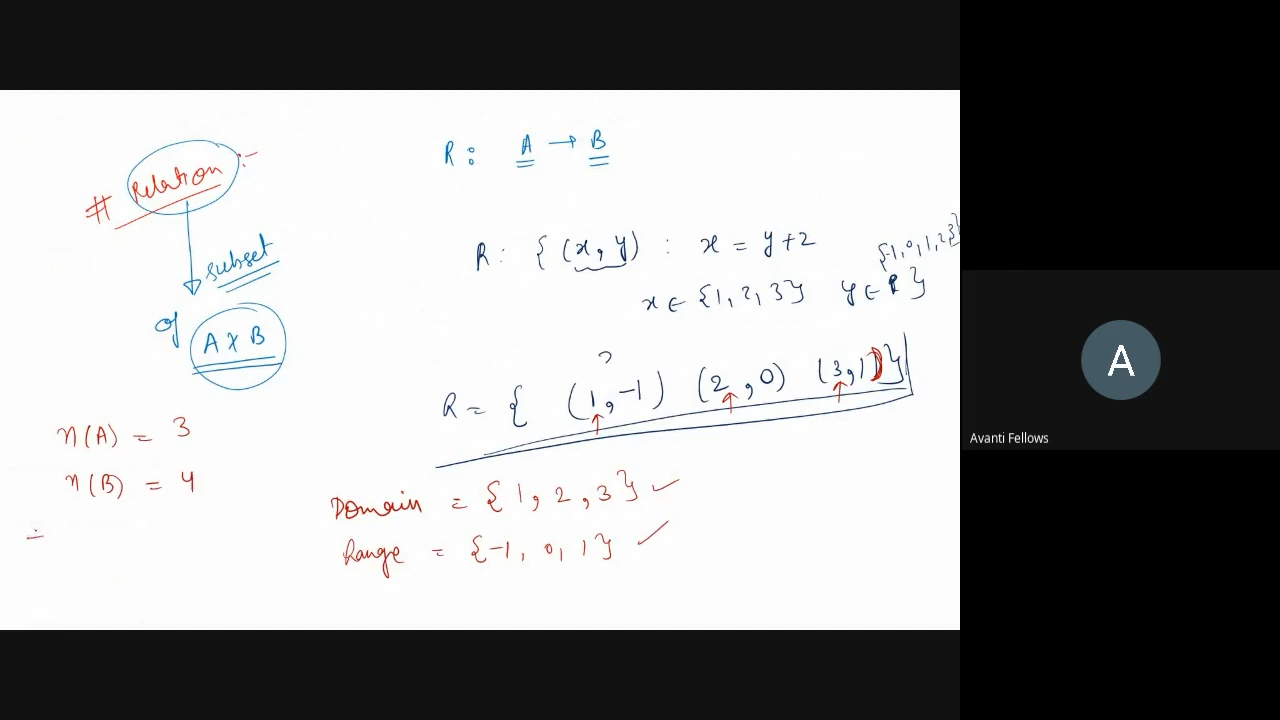 # Relation :-
subset
of
A X B
n(A) = 3
n(B) = 4
=
R: A → B
R: { (x, y) : x = y+2
{-1, 0, 1, 2, 3}
x ∈ {1, 2, 3} y ∈ R }
?
R = { (1, -1) (2, 0) (3, 1) }
Domain = {1, 2, 3} ✓
Range = {-1, 0, 1} ✓
A
Avanti Fellows